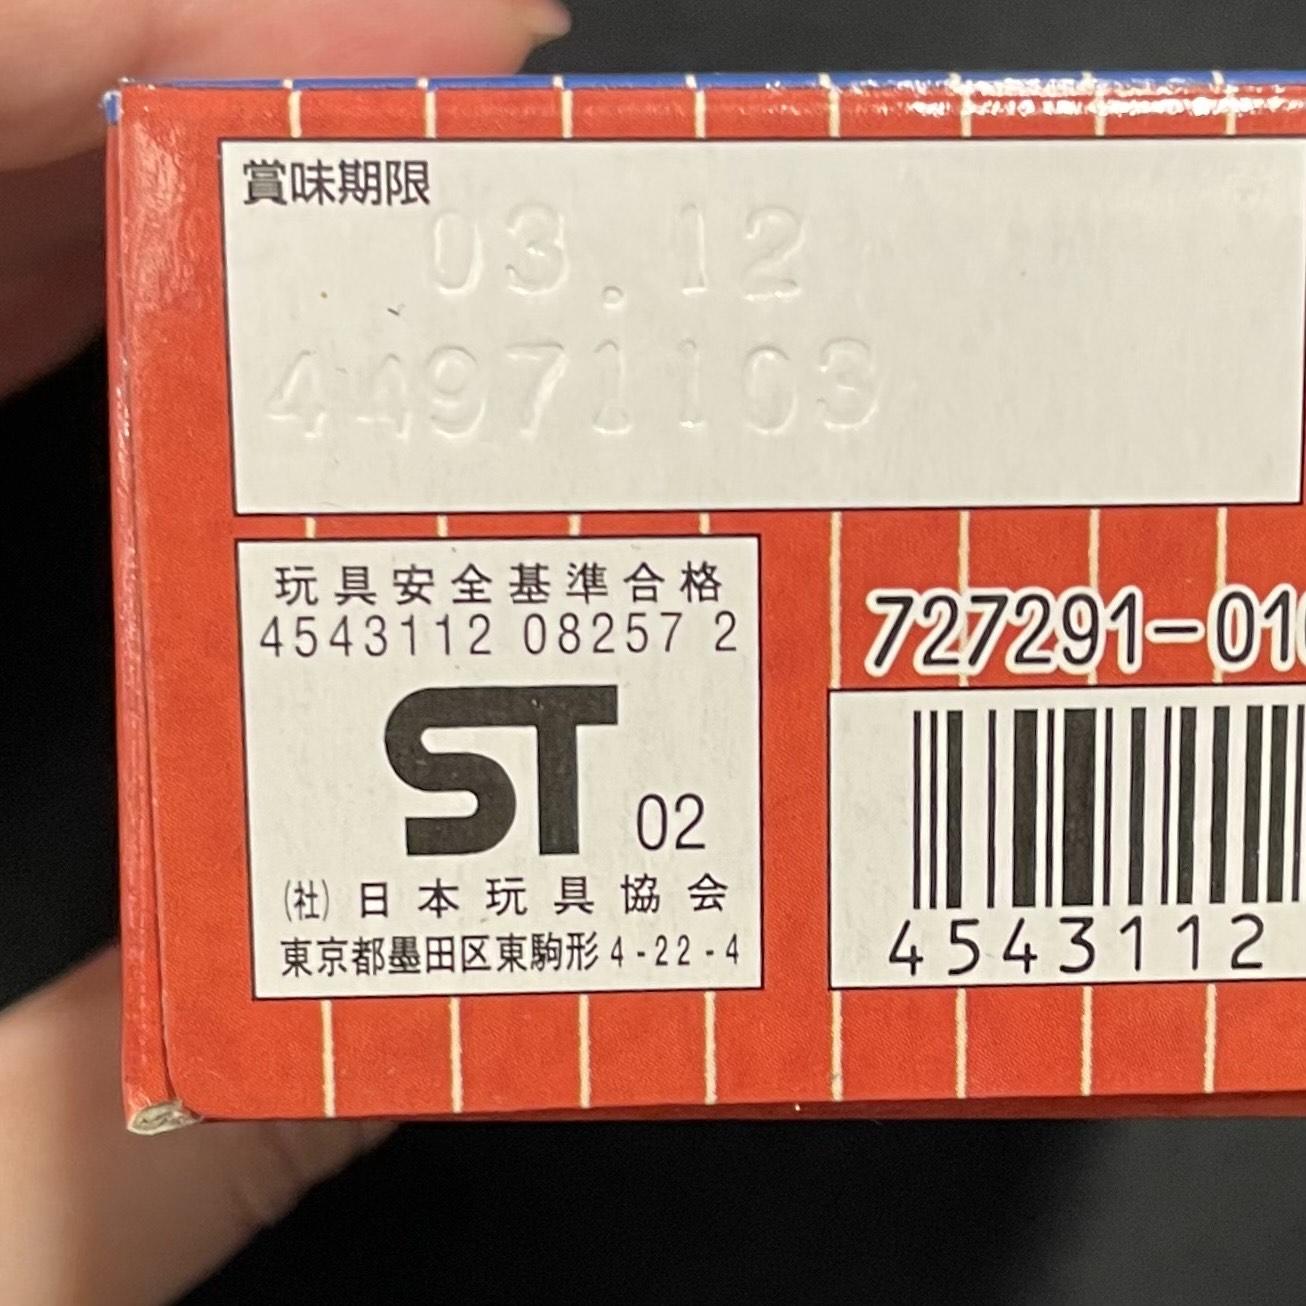 賞味期限
03.12
44971103
玩具安全基準合格
4543112 08257 2
ST 02
(社)日本玩具協会
東京都墨田区東駒形4-22-4
727291-010
4543112